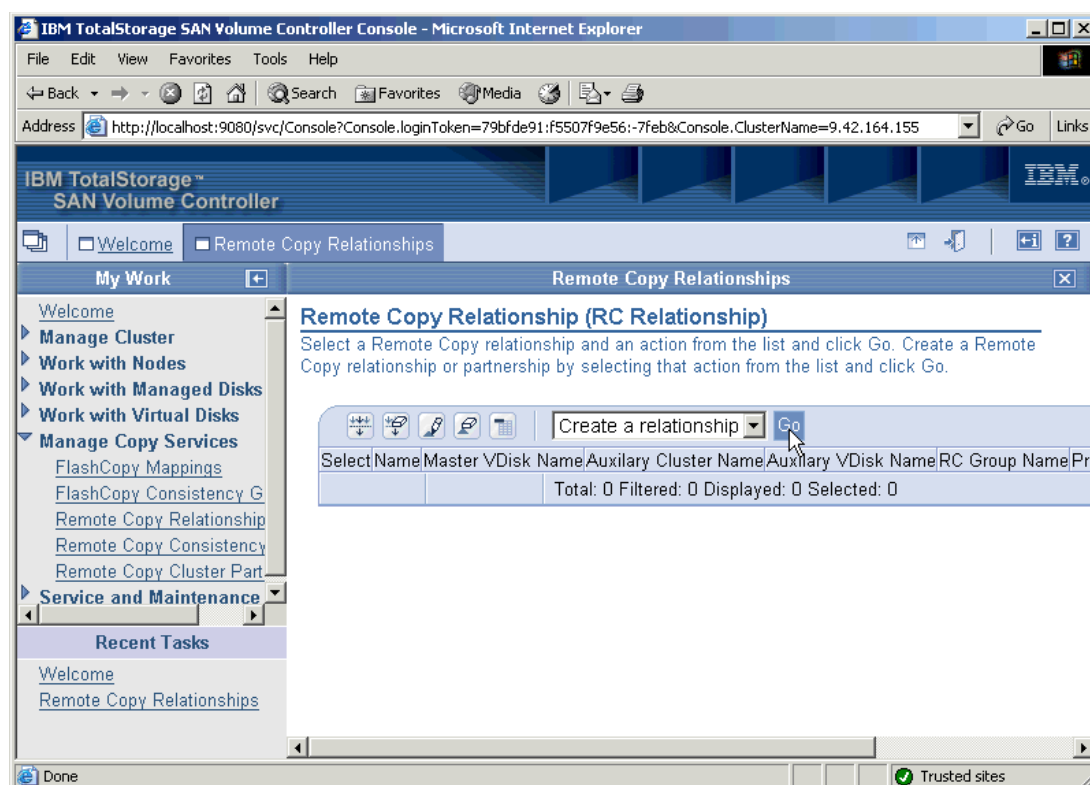 IBM TotalStorage SAN Volume Controller Console - Microsoft Internet Explorer
File Edit View Favorites Tools Help
Back Search Favorites Media
Address http://localhost:9080/svc/Console?Console.loginToken=79bfde91:f5507f9e56:-7feb&Console.ClusterName=9.42.164.155 Go Links
IBM TotalStorage™
SAN Volume Controller
IBM®
Welcome Remote Copy Relationships
My Work
Remote Copy Relationships
Welcome
Manage Cluster
Work with Nodes
Work with Managed Disks
Work with Virtual Disks
Manage Copy Services
FlashCopy Mappings
FlashCopy Consistency G
Remote Copy Relationship
Remote Copy Consistency
Remote Copy Cluster Part
Service and Maintenance
Recent Tasks
Welcome
Remote Copy Relationships
Remote Copy Relationship (RC Relationship)
Select a Remote Copy relationship and an action from the list and click Go. Create a Remote
Copy relationship or partnership by selecting that action from the list and click Go.
Create a relationship Go
Select Name Master VDisk Name Auxilary Cluster Name Auxilary VDisk Name RC Group Name Pr
Total: 0 Filtered: 0 Displayed: 0 Selected: 0
Done Trusted sites